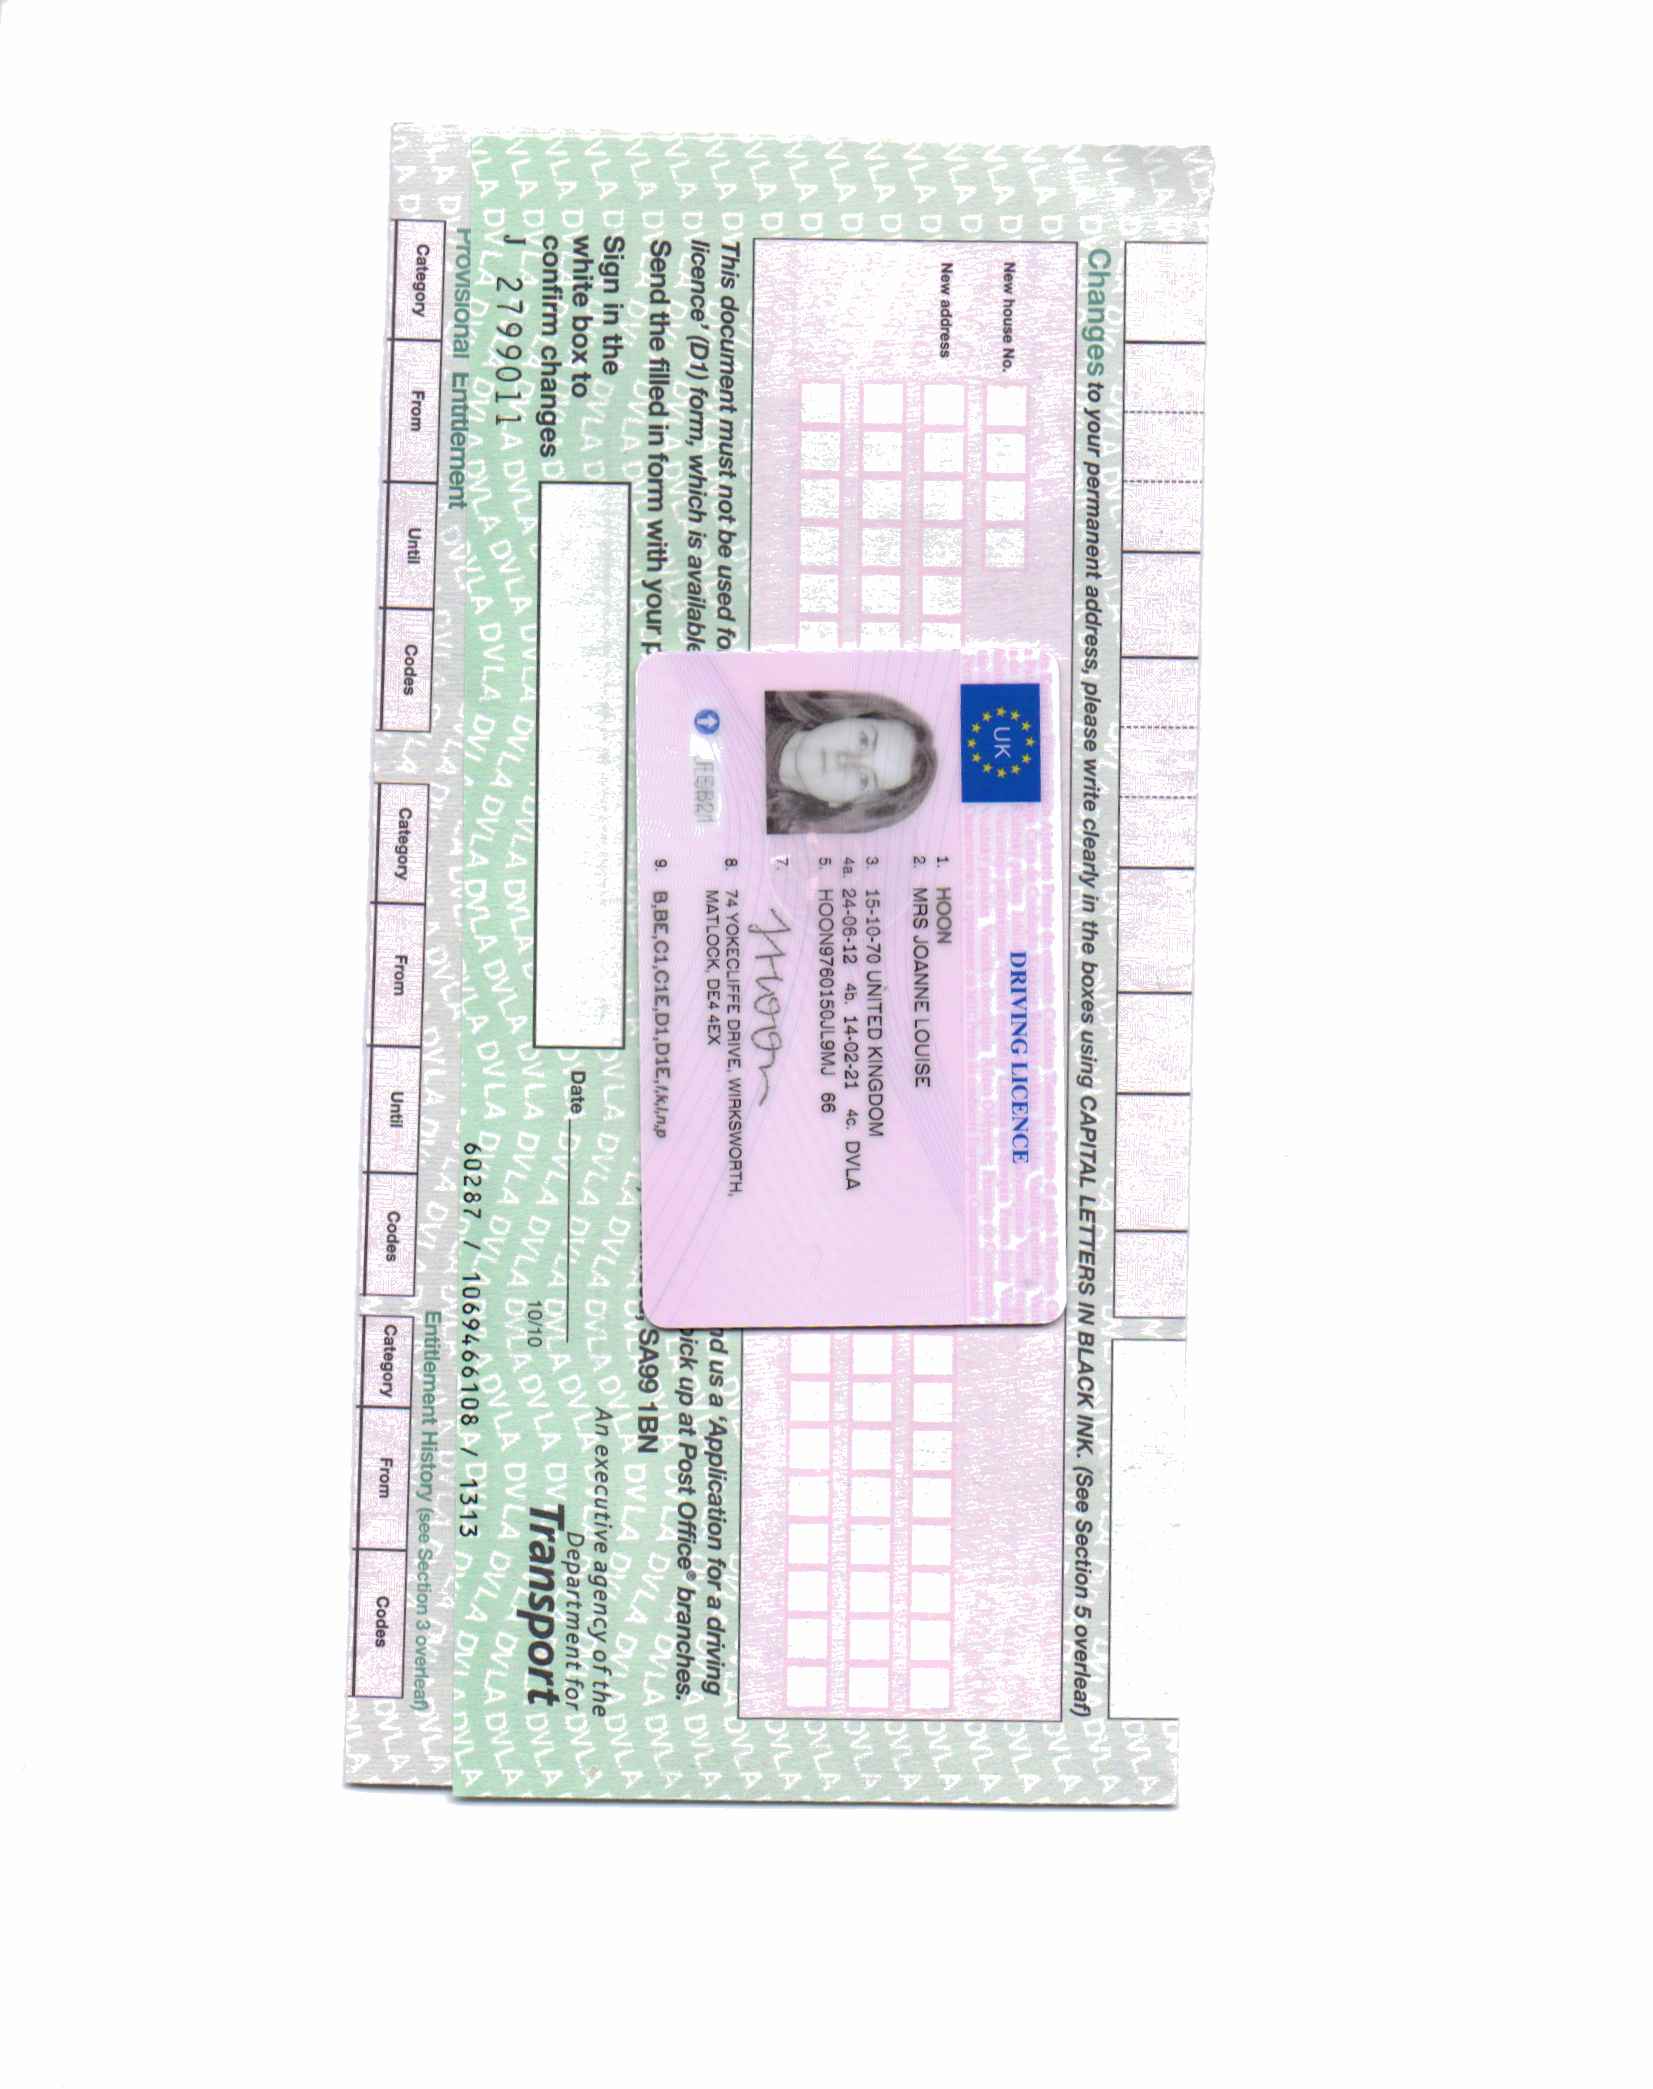 Changes to your permanent address, please write clearly in the boxes using CAPITAL LETTERS IN BLACK INK. (See Section 5 overleaf)
New house No.
New address
This document must not be used fo
nd us a 'Application for a driving
licence' (D1) form, which is available
pick up at Post Office® branches.
Send the filled in form with your p
, SA99 1BN
Sign in the
white box to
confirm changes
J 2799011
Date
10/10
An executive agency of the
Department for
Transport
60287 / 1069466108 / 1313
Provisional Entitlement
Entitlement History (see Section 3 overleaf)
Category From Until Codes
Category From Until Codes
Category From Codes
UK
DRIVING LICENCE
1. HOON
2. MRS JOANNE LOUISE
3. 15-10-70 UNITED KINGDOM
4a. 24-06-12 4b. 14-02-21 4c. DVLA
5. HOON9760150JL9MJ 66
7. JHoon
8. 74 YOKECLIFFE DRIVE, WIRKSWORTH,
MATLOCK, DE4 4EX
9. B,BE,C1,C1E,D1,D1E,f,k,l,n,p
FEB21